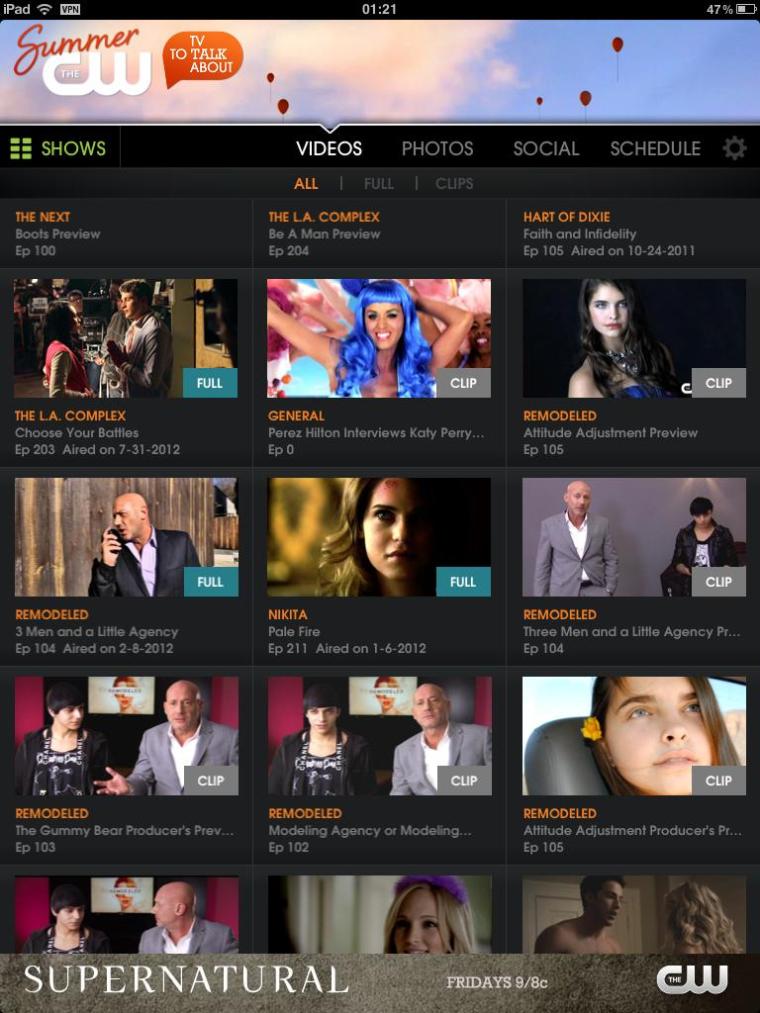 iPad VPN 01:21 47%
Summer
THE CW
TV
TO TALK
ABOUT
SHOWS VIDEOS PHOTOS SOCIAL SCHEDULE
ALL | FULL | CLIPS
THE NEXT
Boots Preview
Ep 100
THE L.A. COMPLEX
Be A Man Preview
Ep 204
HART OF DIXIE
Faith and Infidelity
Ep 105 Aired on 10-24-2011
FULL
THE L.A. COMPLEX
Choose Your Battles
Ep 203 Aired on 7-31-2012
CLIP
GENERAL
Perez Hilton Interviews Katy Perry...
Ep 0
CLIP
REMODELED
Attitude Adjustment Preview
Ep 105
FULL
REMODELED
3 Men and a Little Agency
Ep 104 Aired on 2-8-2012
FULL
NIKITA
Pale Fire
Ep 211 Aired on 1-6-2012
CLIP
REMODELED
Three Men and a Little Agency Pr...
Ep 104
CLIP
REMODELED
The Gummy Bear Producer's Prev...
Ep 103
CLIP
REMODELED
Modeling Agency or Modeling...
Ep 102
CLIP
REMODELED
Attitude Adjustment Producer's Pr...
Ep 105
SUPERNATURAL FRIDAYS 9/8c THE CW